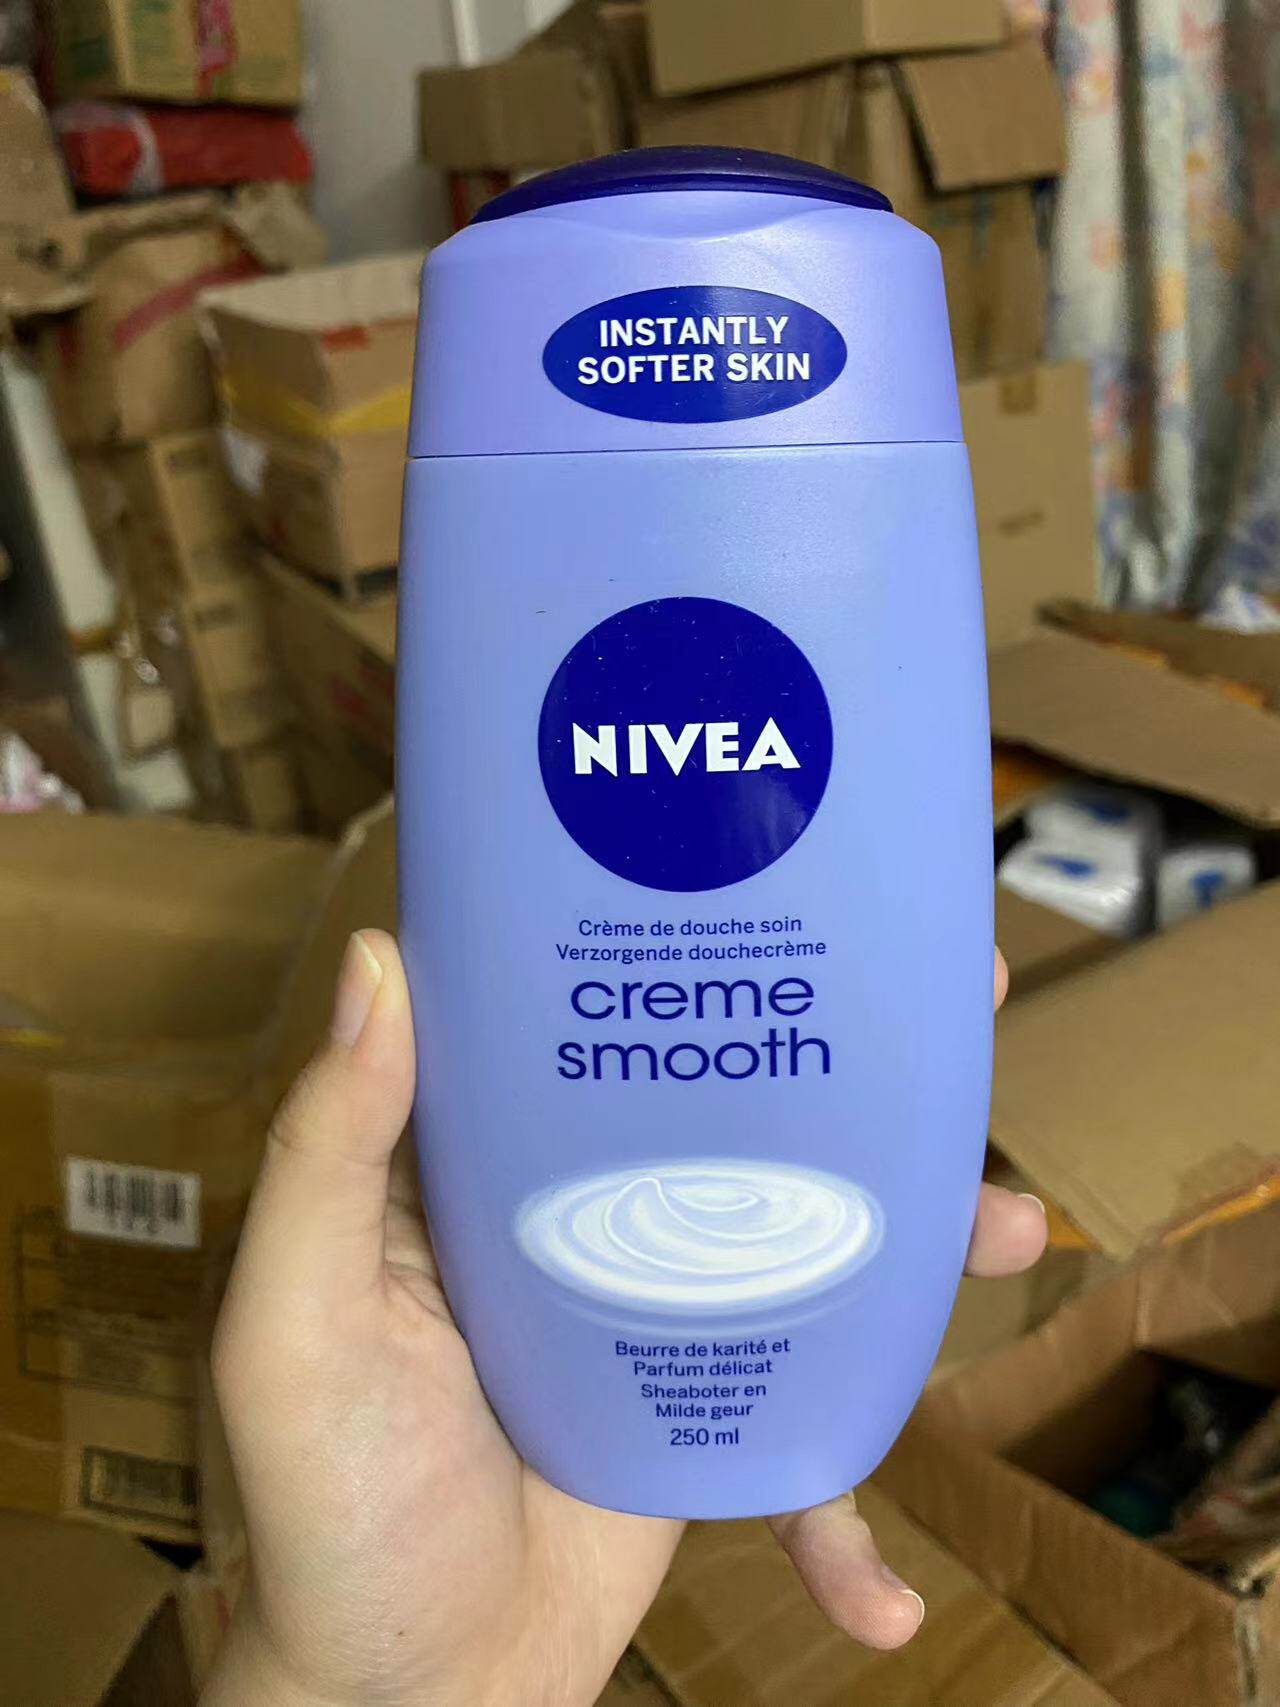 INSTANTLY
SOFTER SKIN
NIVEA
Crème de douche soin
Verzorgende douchecrème
creme
smooth
Beurre de karité et
Parfum délicat
Sheaboter en
Milde geur
250 ml